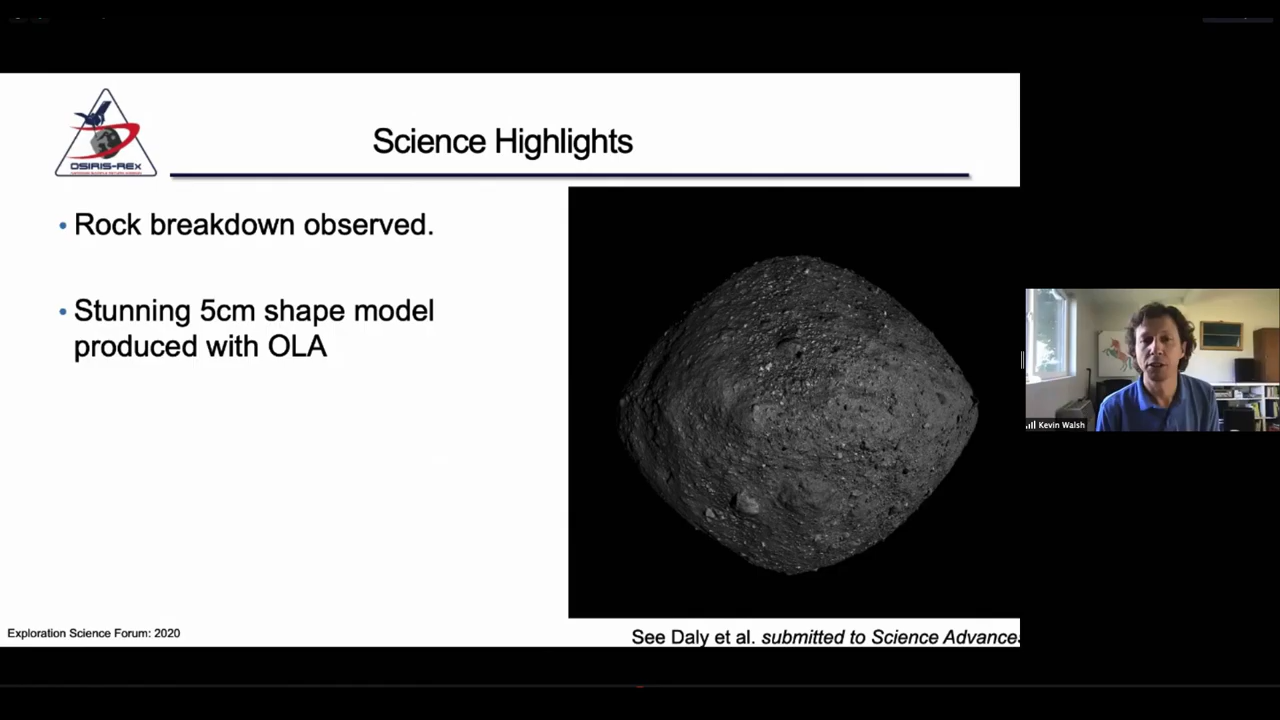 Science Highlights
OSIRIS-REx
• Rock breakdown observed.
• Stunning 5cm shape model
produced with OLA
Kevin Walsh
Exploration Science Forum: 2020
See Daly et al. submitted to Science Advances